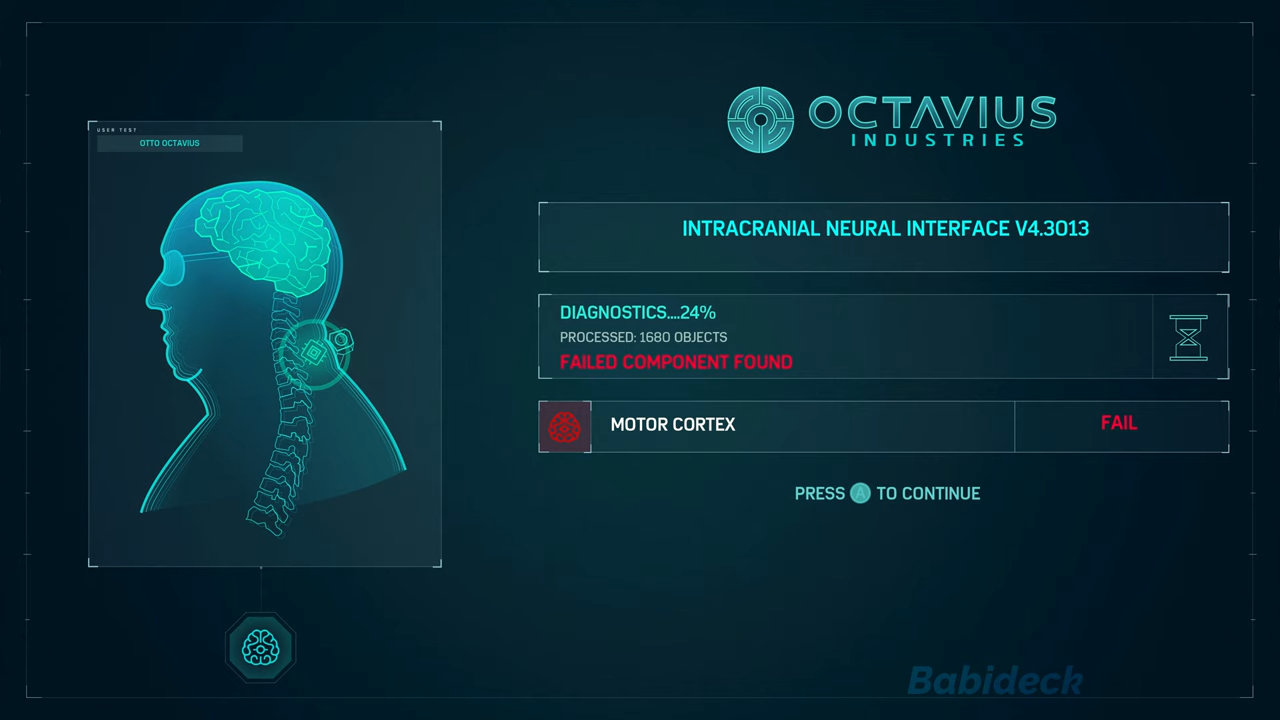 USER TEST
OTTO OCTAVIUS
OCTAVIUS
INDUSTRIES
INTRACRANIAL NEURAL INTERFACE V4.3013
DIAGNOSTICS....24%
PROCESSED: 1680 OBJECTS
FAILED COMPONENT FOUND
MOTOR CORTEX
FAIL
PRESS A TO CONTINUE
Babideck